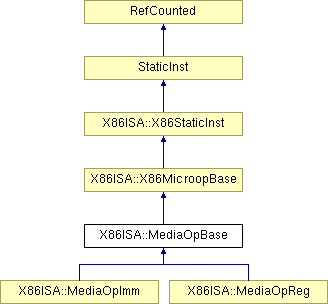 RefCounted
StaticInst
X86ISA::X86StaticInst
X86ISA::X86MicroopBase
X86ISA::MediaOpBase
X86ISA::MediaOpImm
X86ISA::MediaOpReg